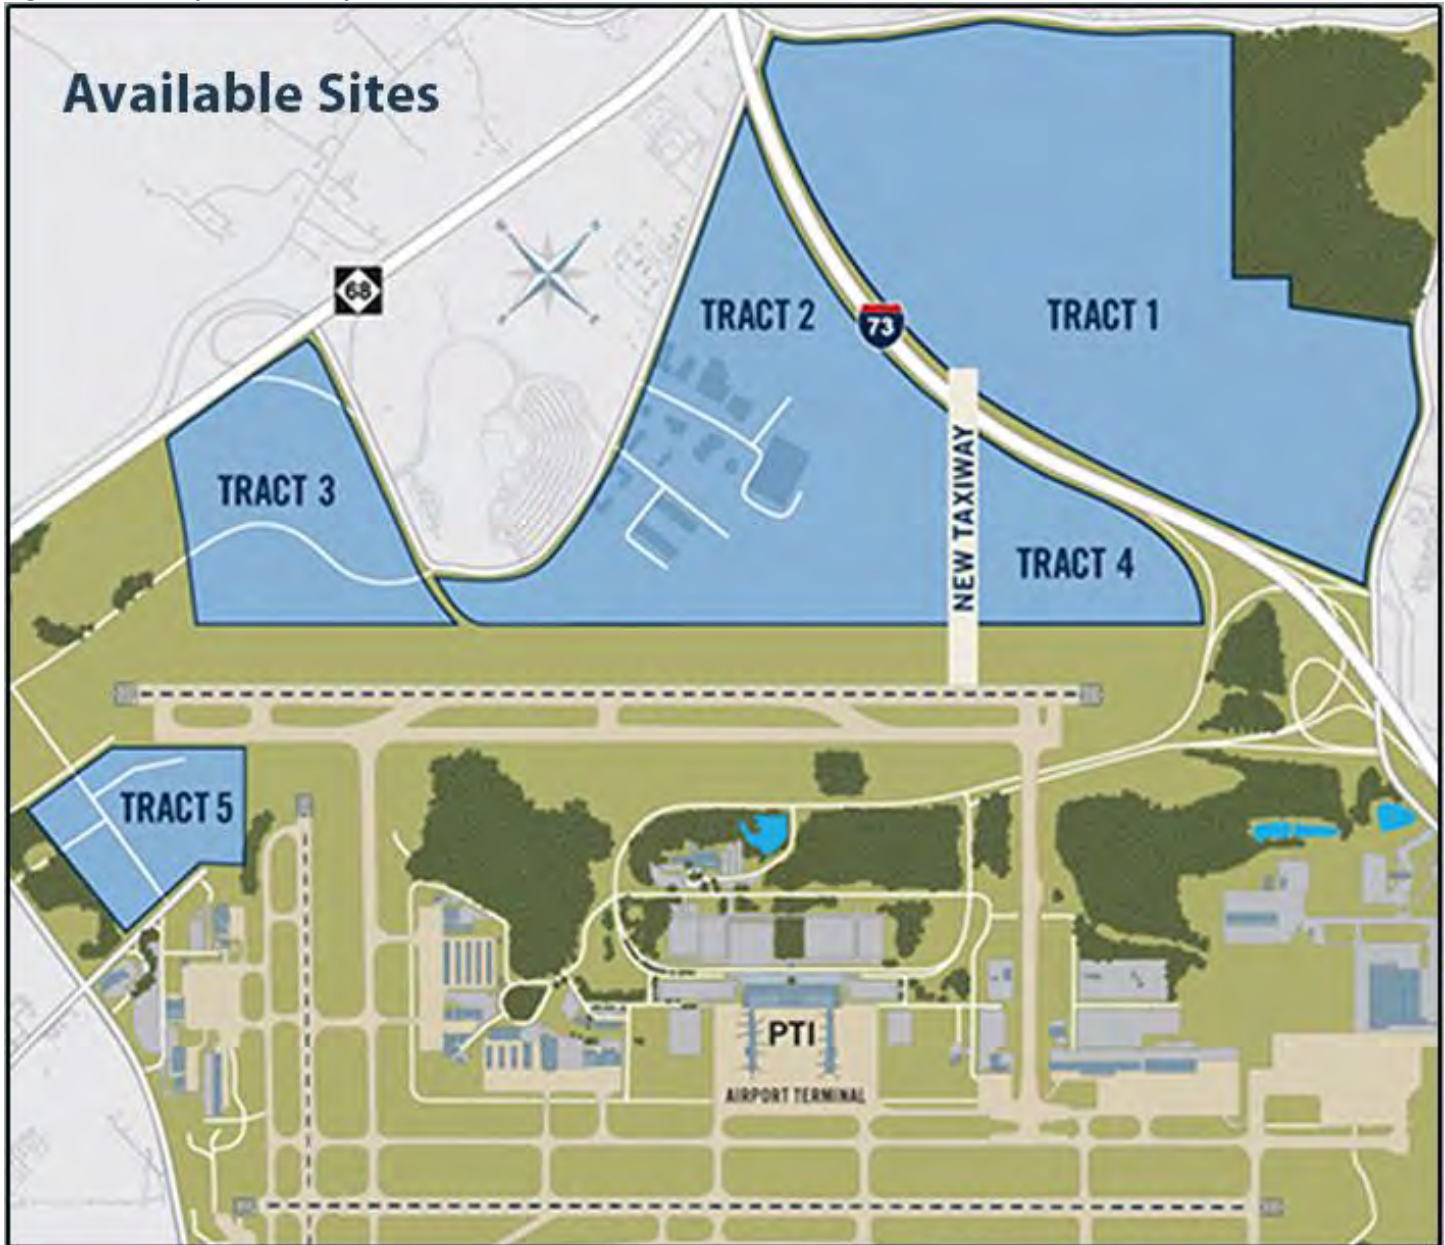 Available Sites
68
TRACT 2
73
TRACT 1
TRACT 3
NEW TAXIWAY
TRACT 4
TRACT 5
PTI
AIRPORT TERMINAL